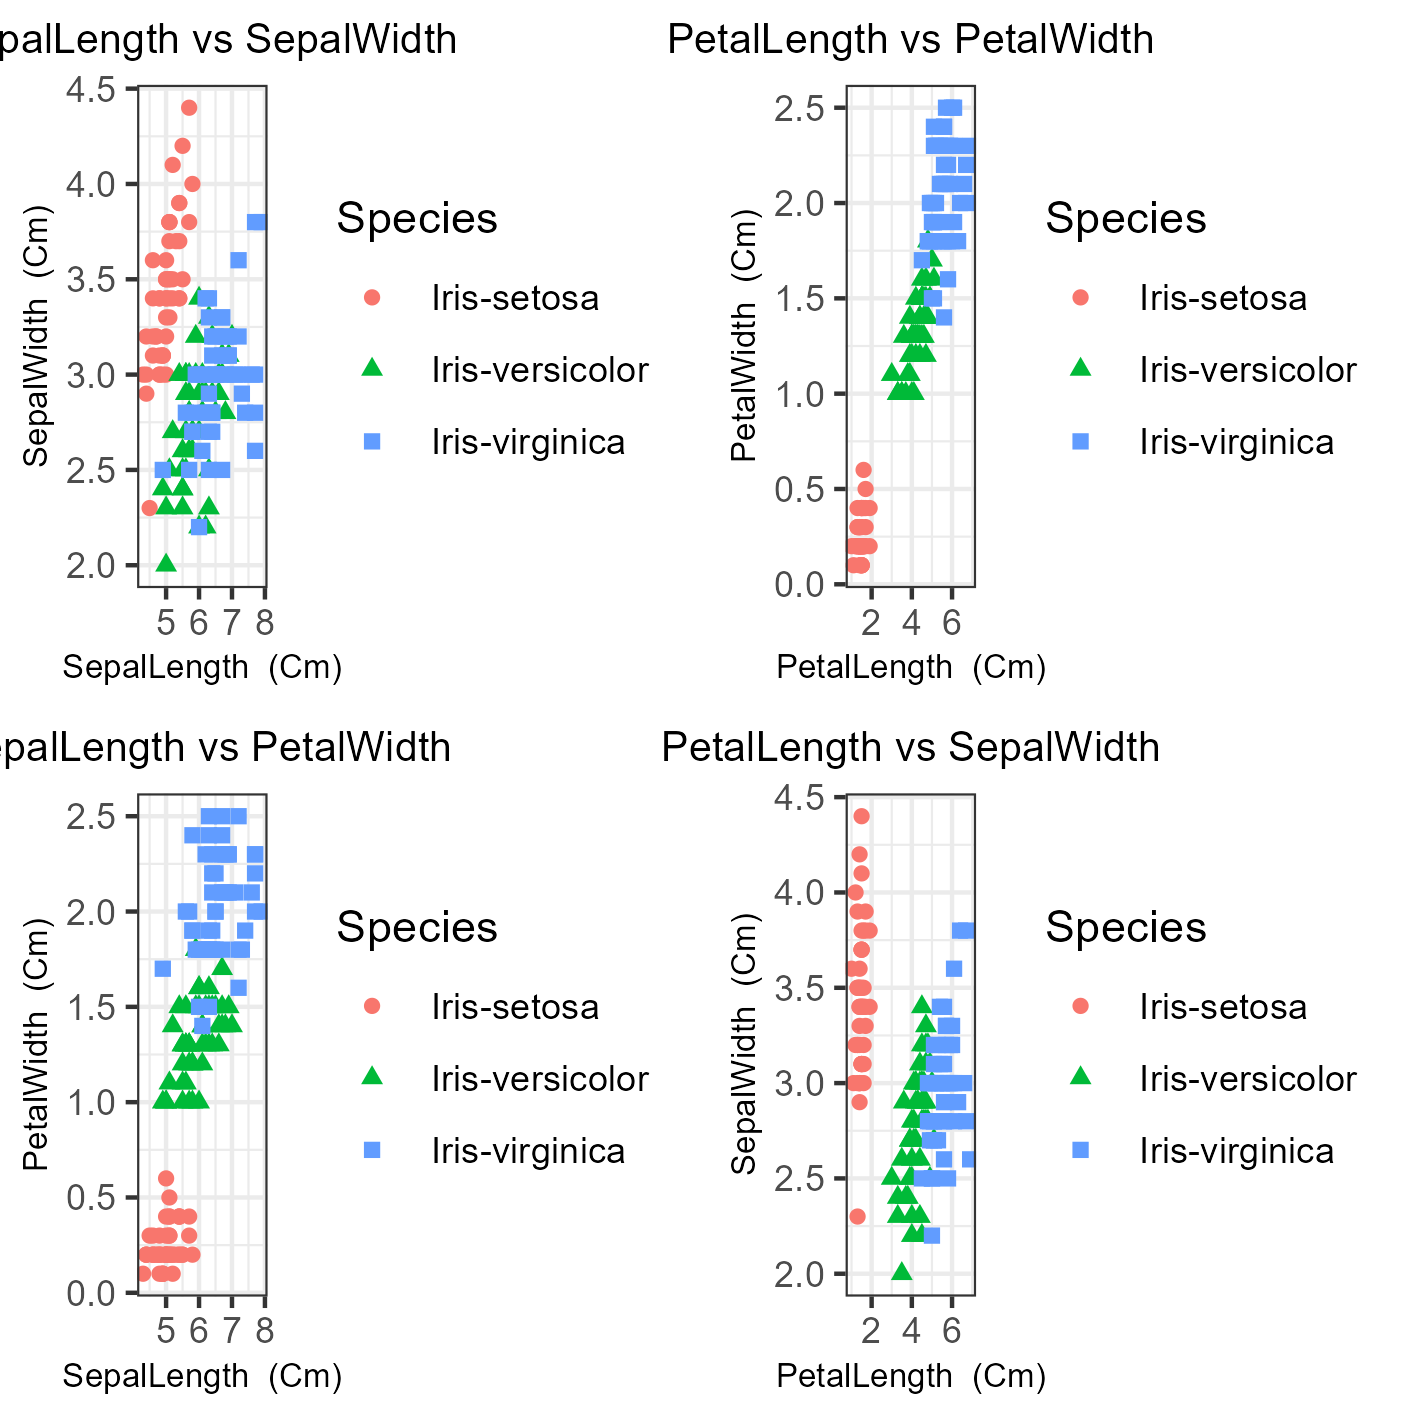 palLength vs SepalWidth
4.5
4.0
3.5
3.0
2.5
2.0
SepalWidth (Cm)
5 6 7 8
SepalLength (Cm)
Species
Iris-setosa
Iris-versicolor
Iris-virginica
PetalLength vs PetalWidth
2.5
2.0
1.5
1.0
0.5
0.0
PetalWidth (Cm)
2 4 6
PetalLength (Cm)
Species
Iris-setosa
Iris-versicolor
Iris-virginica
epalLength vs PetalWidth
2.5
2.0
1.5
1.0
0.5
0.0
PetalWidth (Cm)
5 6 7 8
SepalLength (Cm)
Species
Iris-setosa
Iris-versicolor
Iris-virginica
PetalLength vs SepalWidth
4.5
4.0
3.5
3.0
2.5
2.0
SepalWidth (Cm)
2 4 6
PetalLength (Cm)
Species
Iris-setosa
Iris-versicolor
Iris-virginica